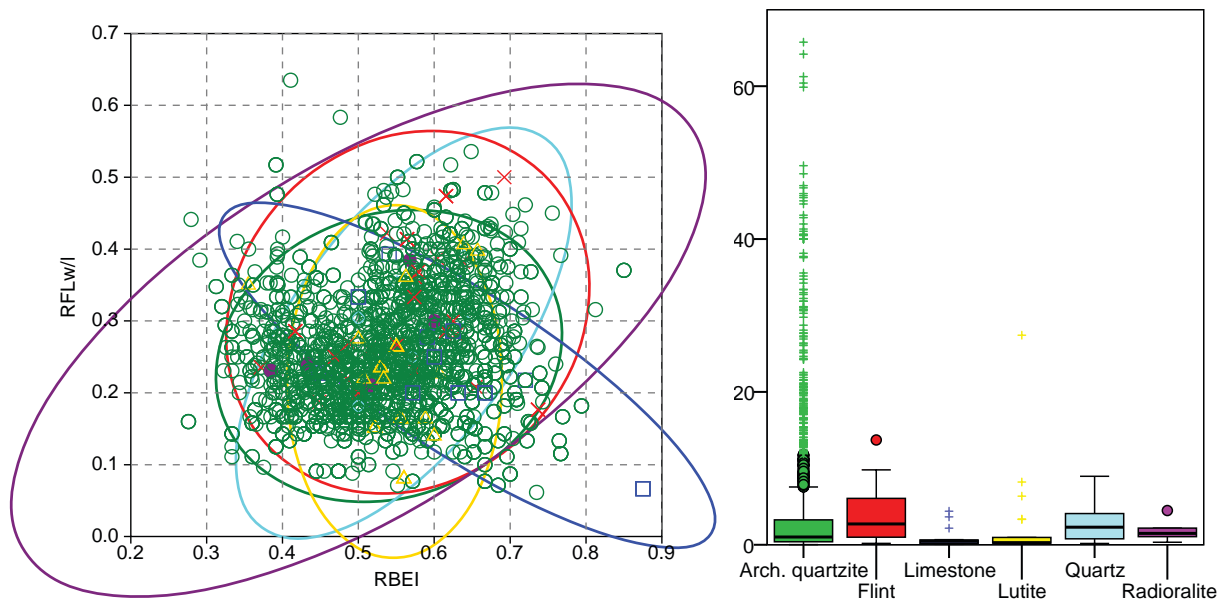 0.7
0.6
0.5
0.4
0.3
0.2
0.1
0.0
RFLw/l
0.2 0.3 0.4 0.5 0.6 0.7 0.8 0.9
RBEI
60
40
20
0
Arch. quartzite Limestone Quartz
Flint Lutite Radioralite